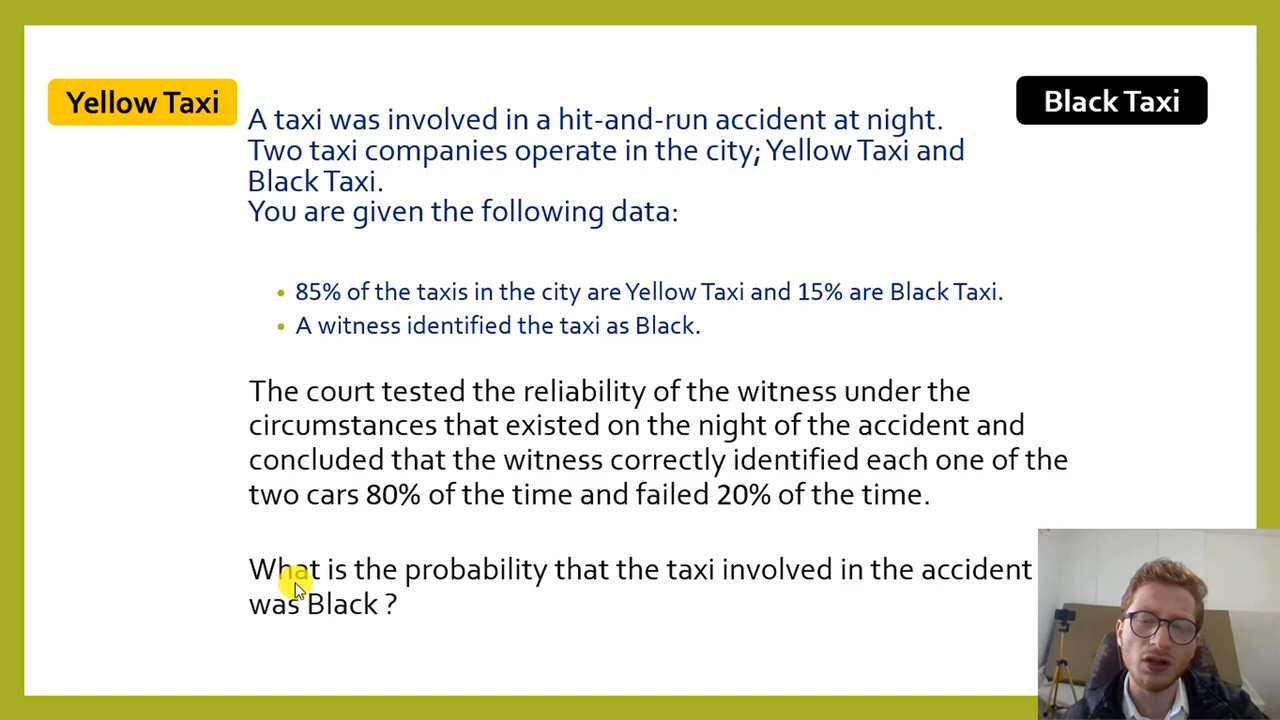 Yellow Taxi
Black Taxi
A taxi was involved in a hit-and-run accident at night.
Two taxi companies operate in the city; Yellow Taxi and
Black Taxi.
You are given the following data:
• 85% of the taxis in the city are Yellow Taxi and 15% are Black Taxi.
• A witness identified the taxi as Black.
The court tested the reliability of the witness under the
circumstances that existed on the night of the accident and
concluded that the witness correctly identified each one of the
two cars 80% of the time and failed 20% of the time.
What is the probability that the taxi involved in the accident
was Black ?